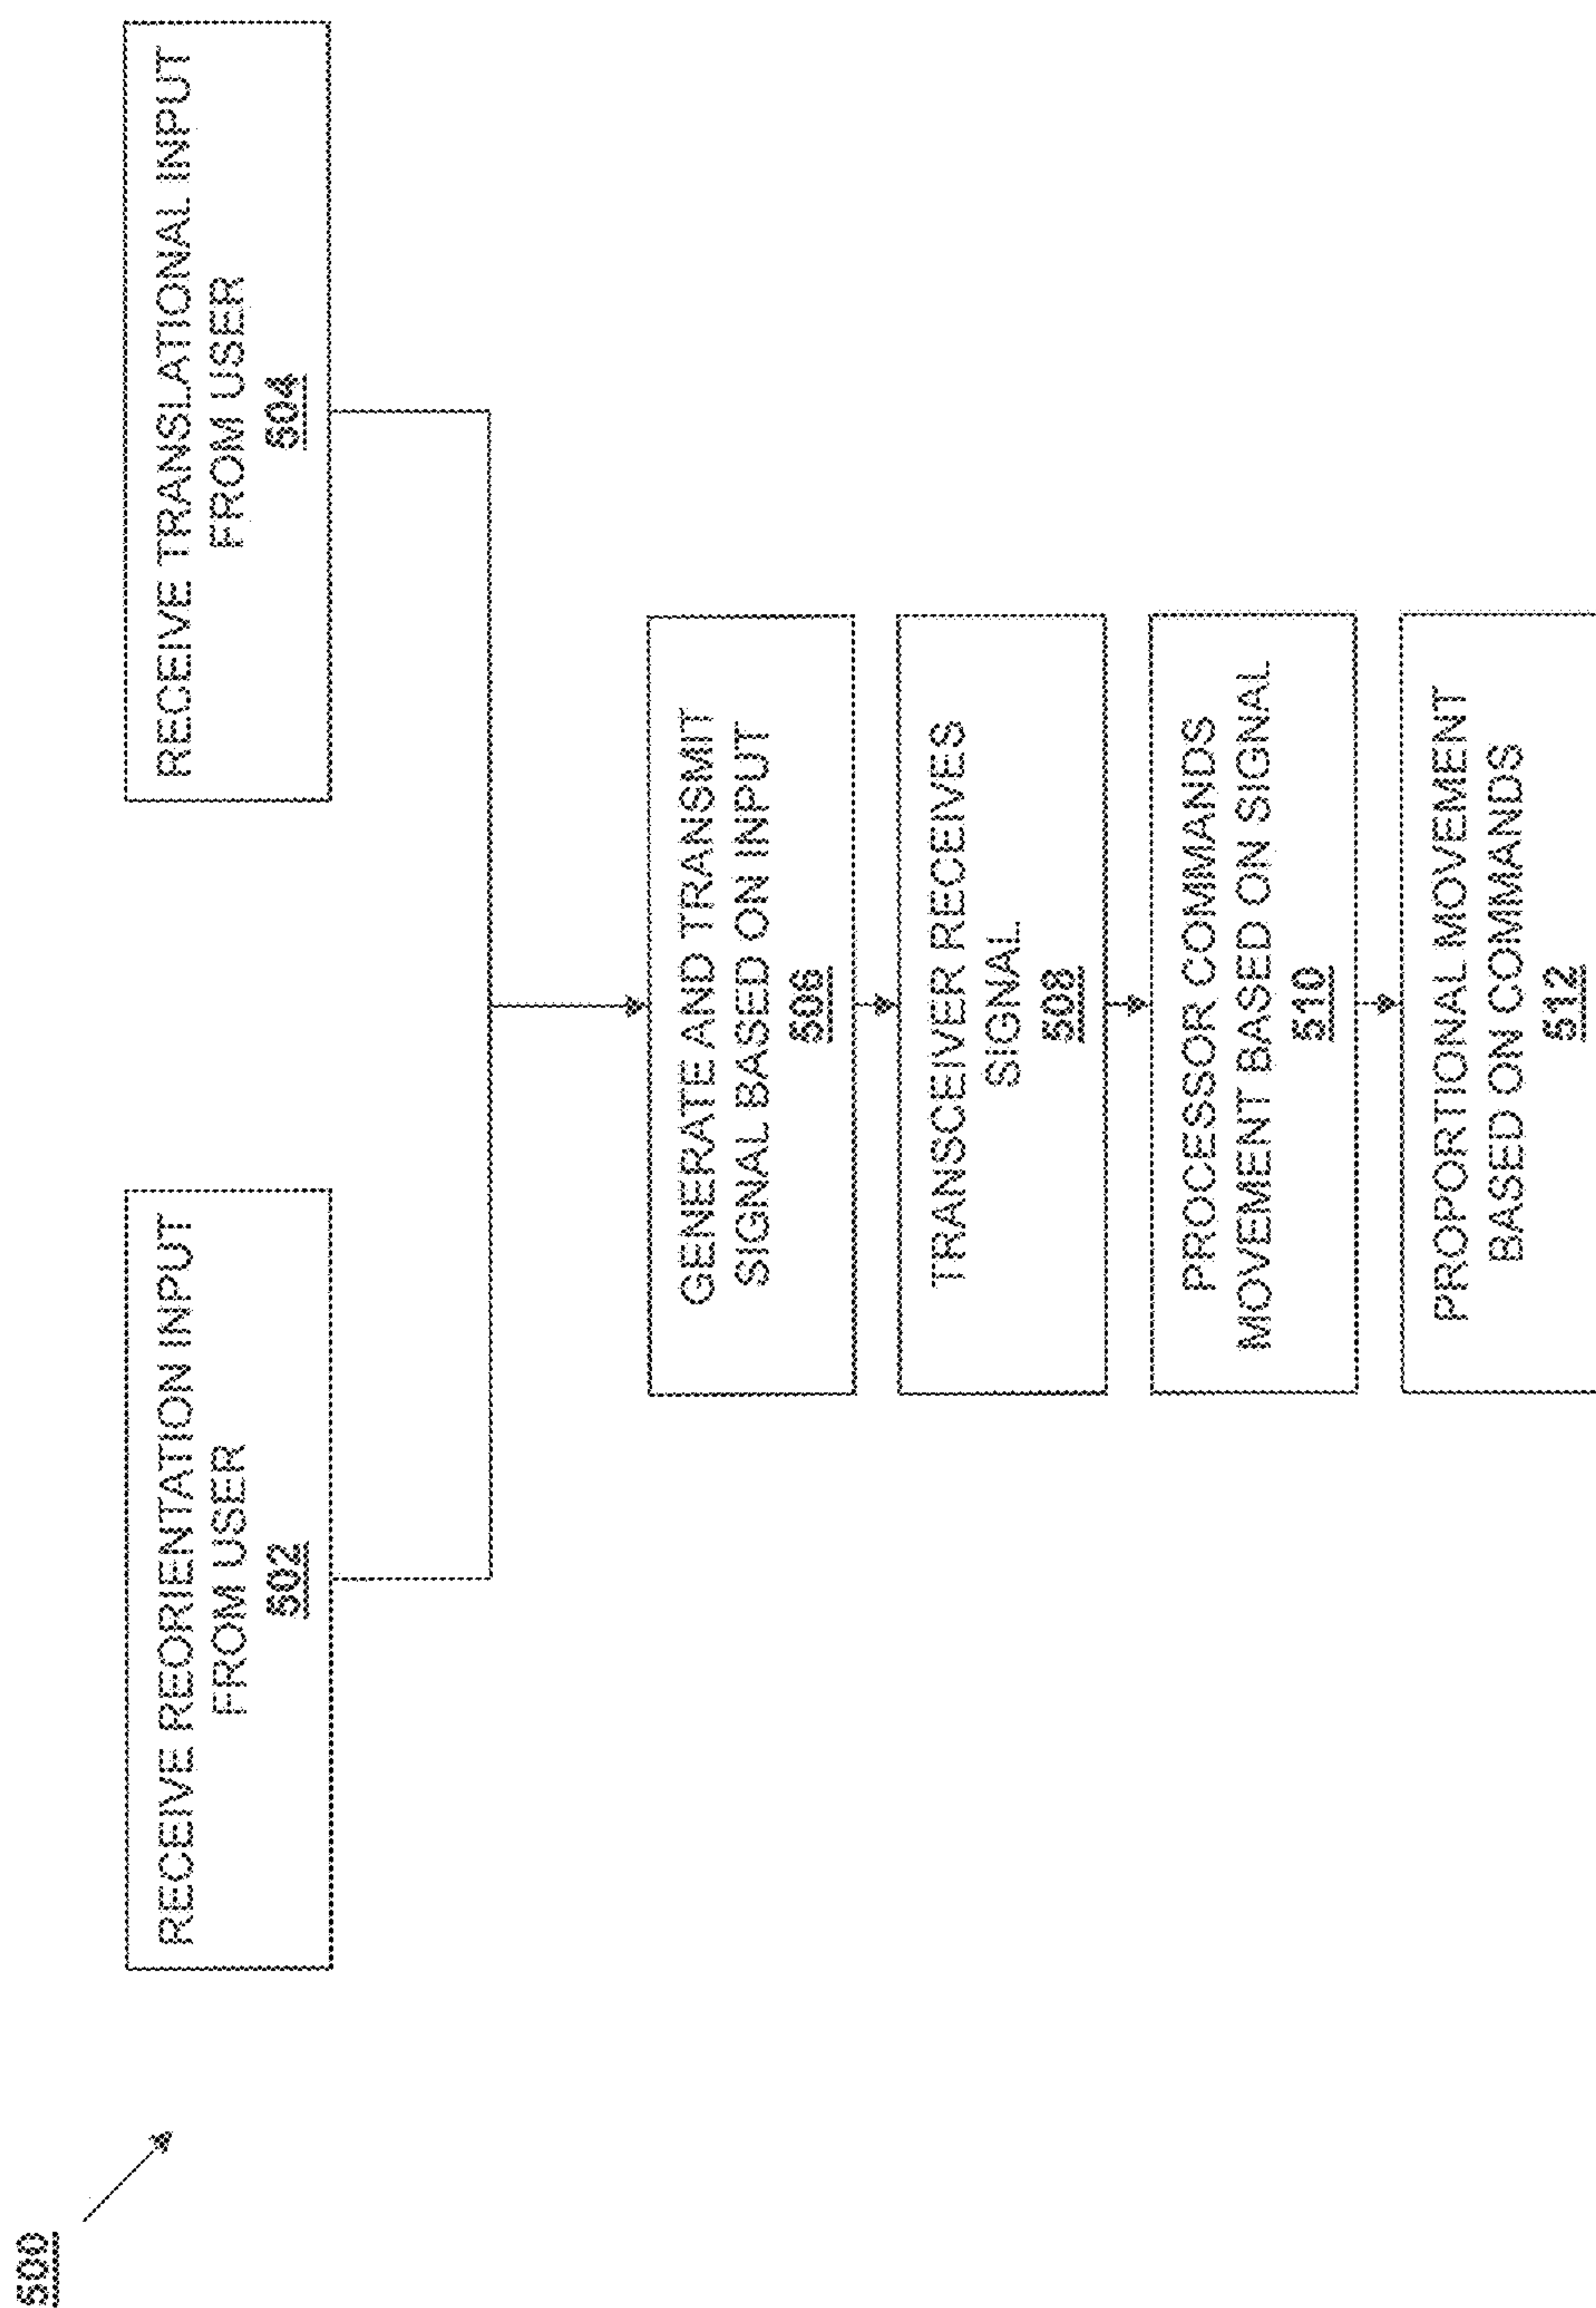 500
RECEIVE REORIENTATION INPUT
FROM USER
502
RECEIVE TRANSLATIONAL INPUT
FROM USER
504
GENERATE AND TRANSMIT
SIGNAL BASED ON INPUT
506
TRANSCEIVER RECEIVES
SIGNAL
508
PROCESSOR COMMANDS
MOVEMENT BASED ON SIGNAL
510
PROPORTIONAL MOVEMENT
BASED ON COMMANDS
512